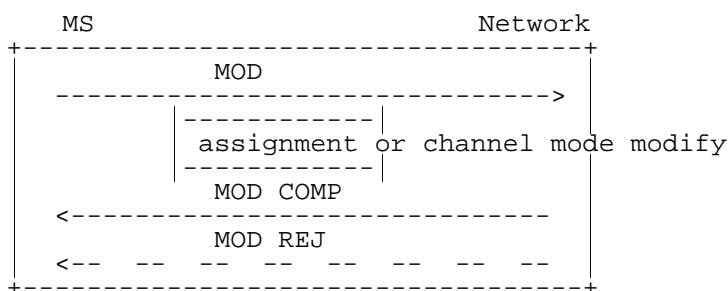 MS Network
MOD
assignment or channel mode modify
MOD COMP
MOD REJ